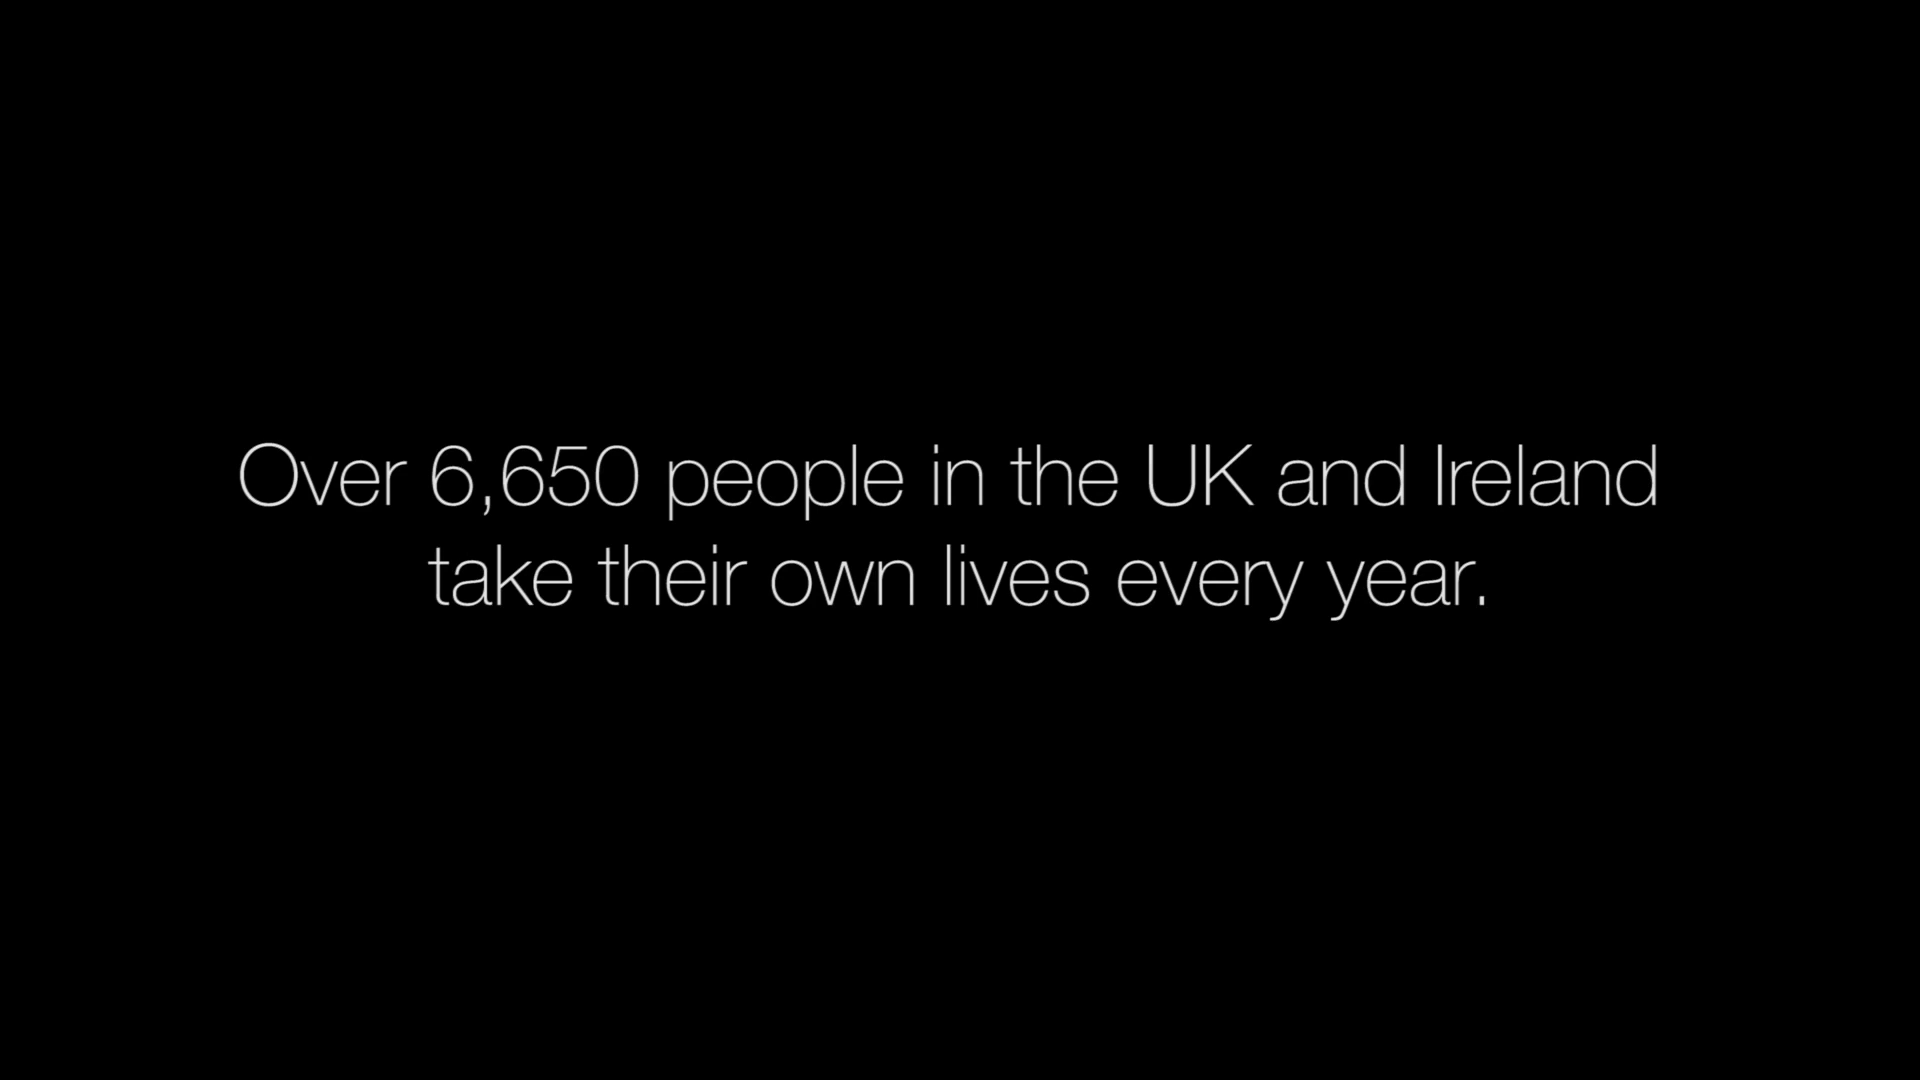 Over 6,650 people in the UK and Ireland
take their own lives every year.